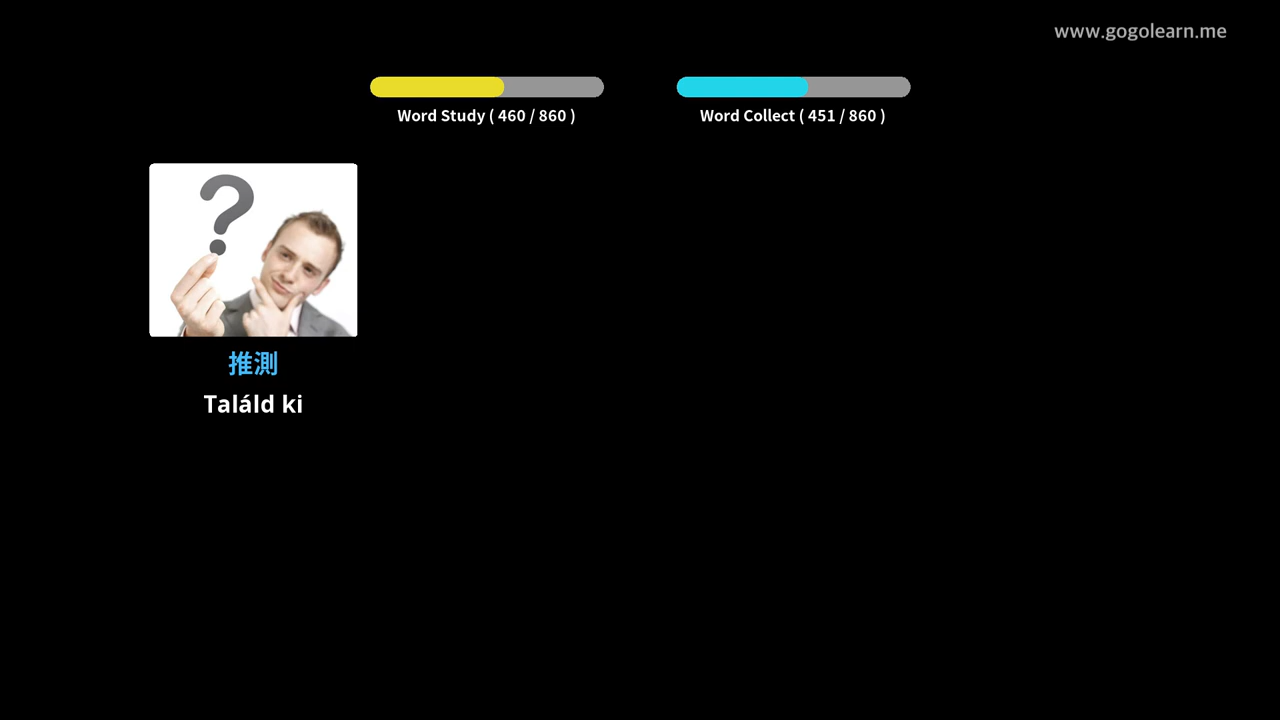 www.gogolearn.me
Word Study ( 460 / 860 )
Word Collect ( 451 / 860 )
?
推測
Találd ki